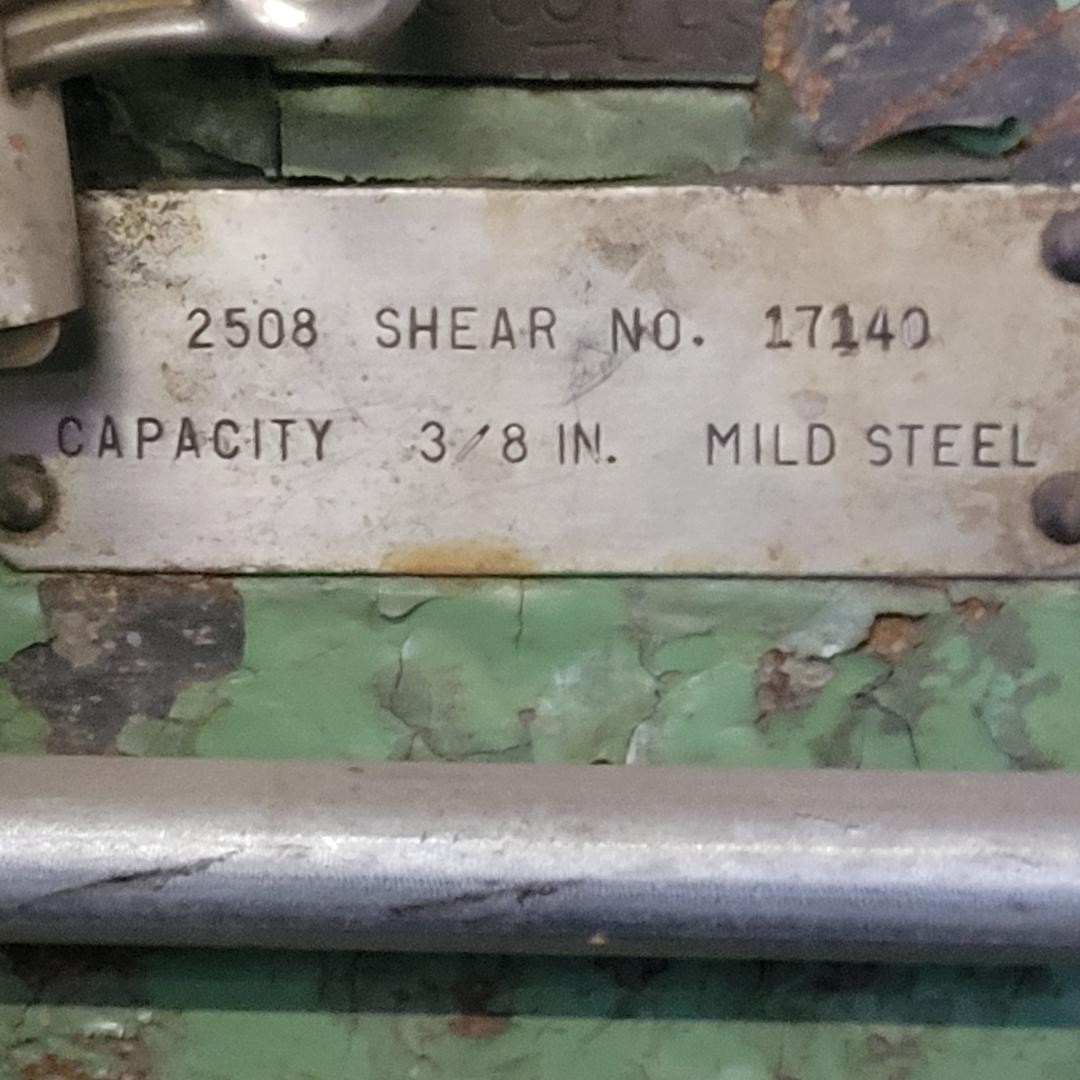 2508 SHEAR NO. 17140
CAPACITY 3/8 IN. MILD STEEL